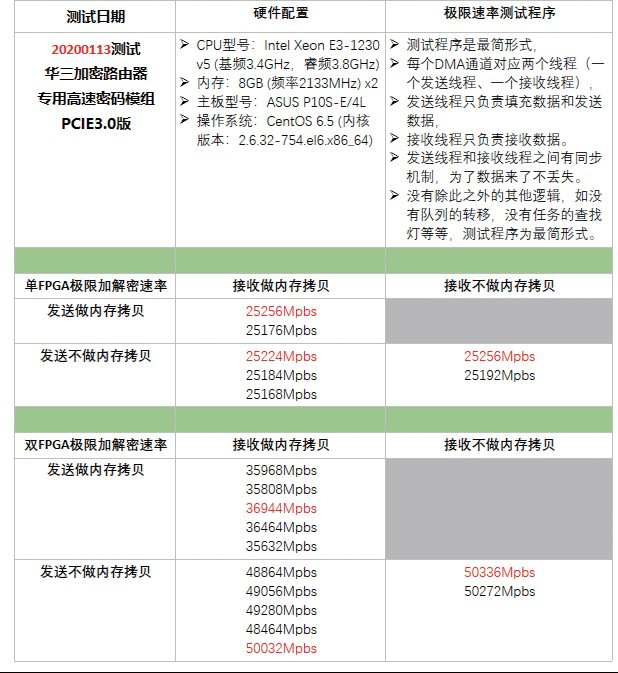 测试日期
硬件配置
极限速率测试程序
20200113测试
华三加密路由器
专用高速密码模组
PCIE3.0版
➢ CPU型号：Intel Xeon E3-1230
v5 (基频3.4GHz，睿频3.8GHz)
➢ 内存：8GB (频率2133MHz) x2
➢ 主板型号：ASUS P10S-E/4L
➢ 操作系统：CentOS 6.5 (内核
版本：2.6.32-754.el6.x86_64)
➢ 测试程序是最简形式，
➢ 每个DMA通道对应两个线程（一
个发送线程、一个接收线程），
➢ 发送线程只负责填充数据和发送
数据，
➢ 接收线程只负责接收数据。
➢ 发送线程和接收线程之间有同步
机制，为了数据来了不丢失。
➢ 没有除此之外的其他逻辑，如没
有队列的转移，没有任务的查找
灯等等，测试程序为最简形式。
单FPGA极限加解密速率
接收做内存拷贝
接收不做内存拷贝
发送做内存拷贝
25256Mpbs
25176Mpbs
发送不做内存拷贝
25224Mpbs
25184Mpbs
25168Mpbs
25256Mpbs
25192Mpbs
双FPGA极限加解密速率
接收做内存拷贝
接收不做内存拷贝
发送做内存拷贝
35968Mpbs
35808Mpbs
36944Mpbs
36464Mpbs
35632Mpbs
发送不做内存拷贝
48864Mpbs
49056Mpbs
49280Mpbs
48464Mpbs
50032Mpbs
50336Mpbs
50272Mpbs